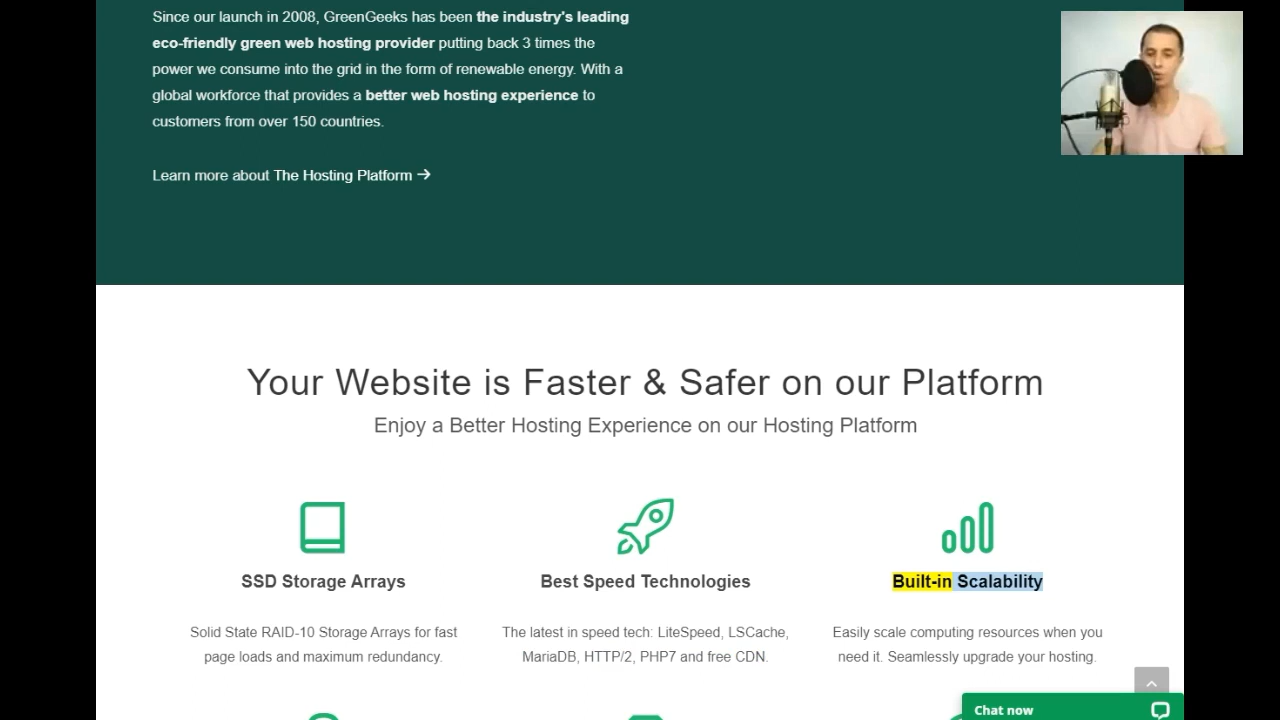 Since our launch in 2008, GreenGeeks has been the industry's leading
eco-friendly green web hosting provider putting back 3 times the
power we consume into the grid in the form of renewable energy. With a
global workforce that provides a better web hosting experience to
customers from over 150 countries.
Learn more about The Hosting Platform →
Your Website is Faster & Safer on our Platform
Enjoy a Better Hosting Experience on our Hosting Platform
SSD Storage Arrays
Solid State RAID-10 Storage Arrays for fast
page loads and maximum redundancy.
Best Speed Technologies
The latest in speed tech: LiteSpeed, LSCache,
MariaDB, HTTP/2, PHP7 and free CDN.
Built-in Scalability
Easily scale computing resources when you
need it. Seamlessly upgrade your hosting.
Chat now